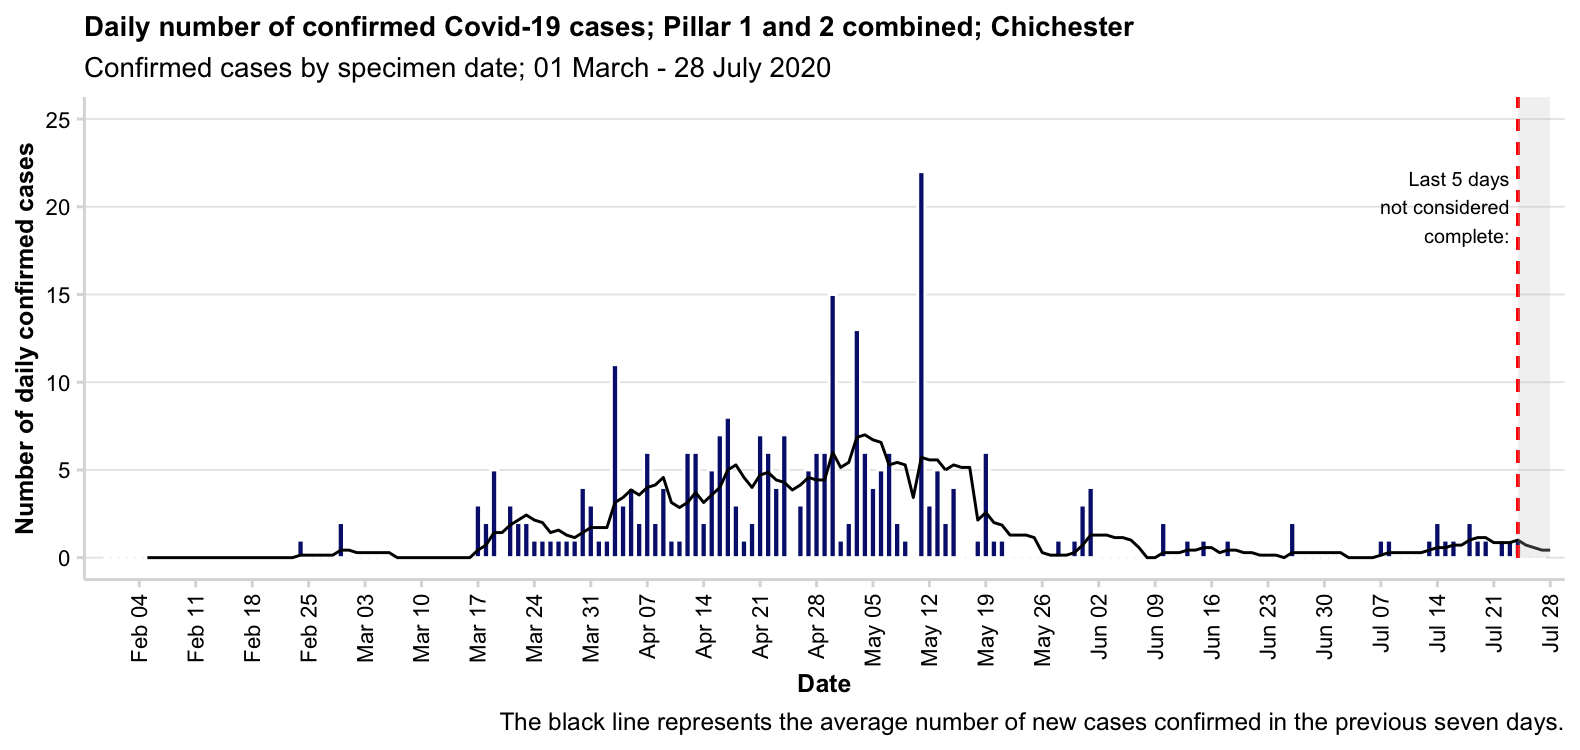 Daily number of confirmed Covid-19 cases; Pillar 1 and 2 combined; Chichester
Confirmed cases by specimen date; 01 March - 28 July 2020
Number of daily confirmed cases
25
20
15
10
5
0
Last 5 days
not considered
complete:
Feb 04
Feb 11
Feb 18
Feb 25
Mar 03
Mar 10
Mar 17
Mar 24
Mar 31
Apr 07
Apr 14
Apr 21
Apr 28
May 05
May 12
May 19
May 26
Jun 02
Jun 09
Jun 16
Jun 23
Jun 30
Jul 07
Jul 14
Jul 21
Jul 28
Date
The black line represents the average number of new cases confirmed in the previous seven days.